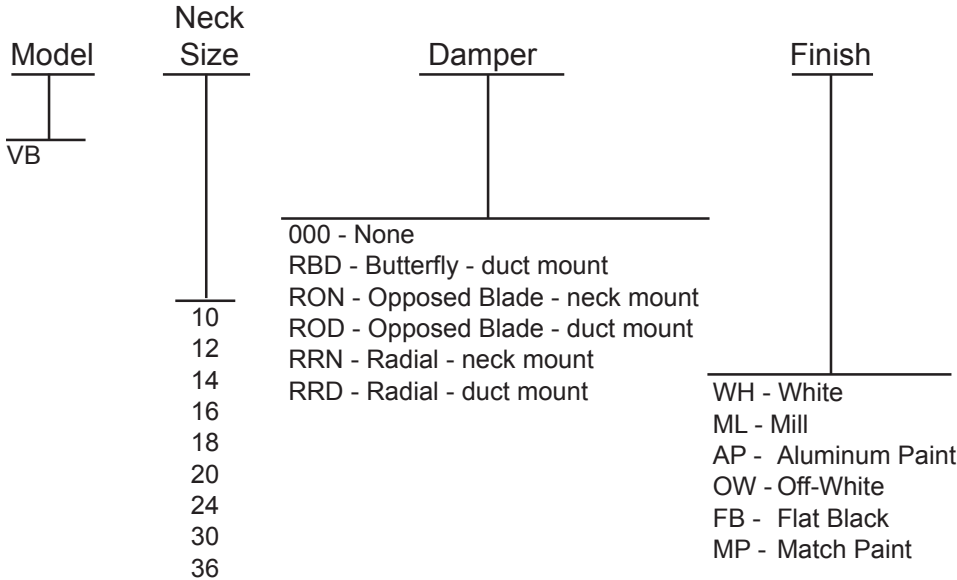 Model
VB
Neck
Size
10
12
14
16
18
20
24
30
36
Damper
000 - None
RBD - Butterfly - duct mount
RON - Opposed Blade - neck mount
ROD - Opposed Blade - duct mount
RRN - Radial - neck mount
RRD - Radial - duct mount
Finish
WH - White
ML - Mill
AP - Aluminum Paint
OW - Off-White
FB - Flat Black
MP - Match Paint